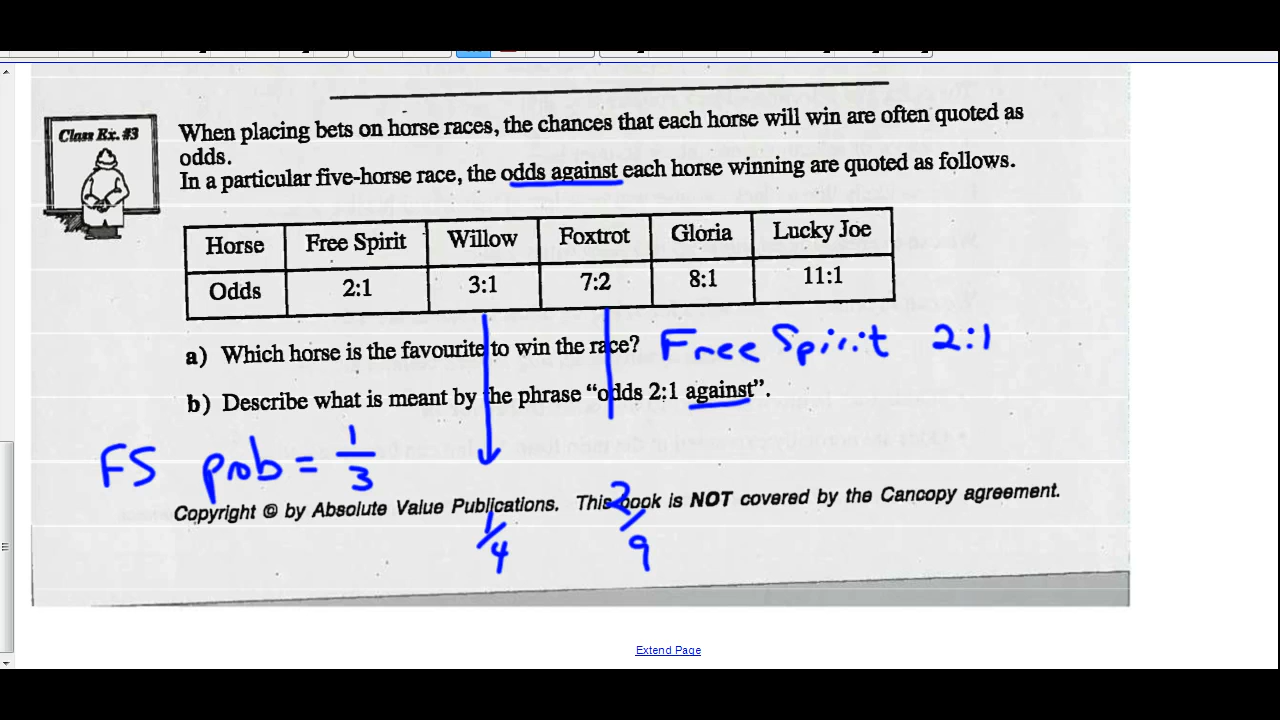 Class Ex. #3
When placing bets on horse races, the chances that each horse will win are often quoted as
odds.
In a particular five-horse race, the odds against each horse winning are quoted as follows.
Horse Free Spirit Willow Foxtrot Gloria Lucky Joe
Odds 2:1 3:1 7:2 8:1 11:1
a) Which horse is the favourite to win the race? Free Spirit 2:1
b) Describe what is meant by the phrase “odds 2:1 against”.
FS prob = 1/3
Copyright © by Absolute Value Publications. This book is NOT covered by the Cancopy agreement.
1/4 2/9
Extend Page